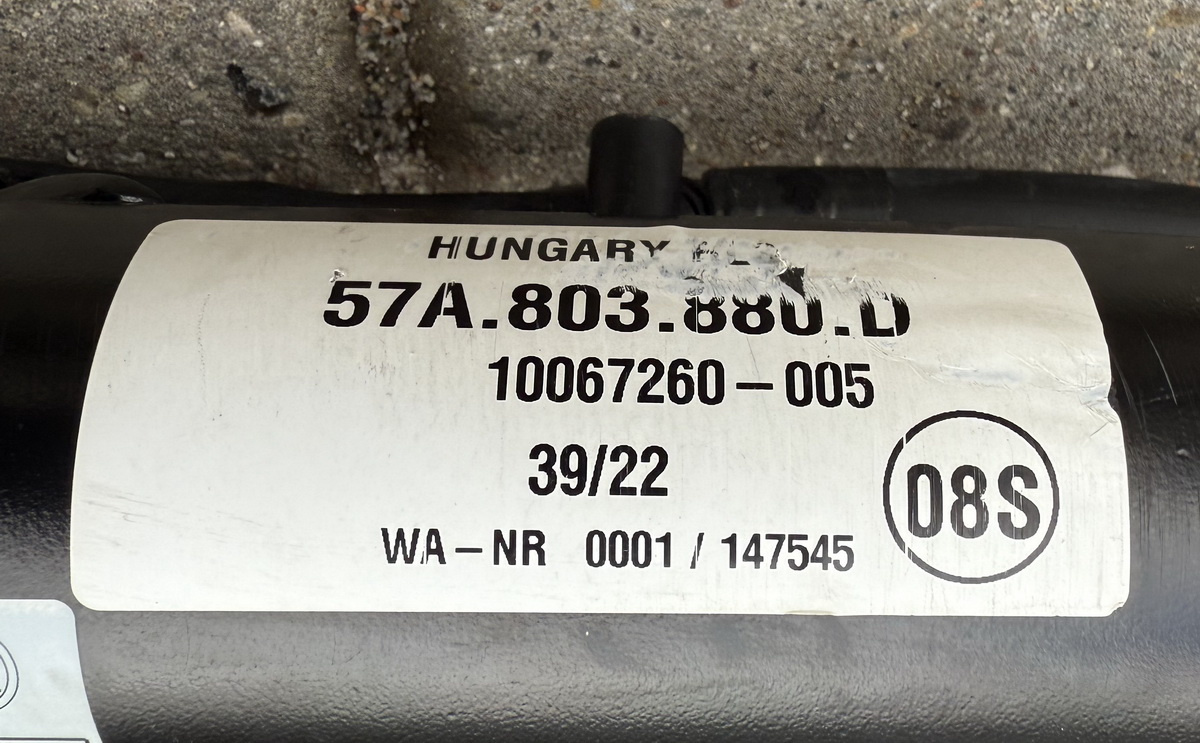 HUNGARY
57A.803.880.D
10067260-005
39/22
08S
WA-NR 0001 / 147545